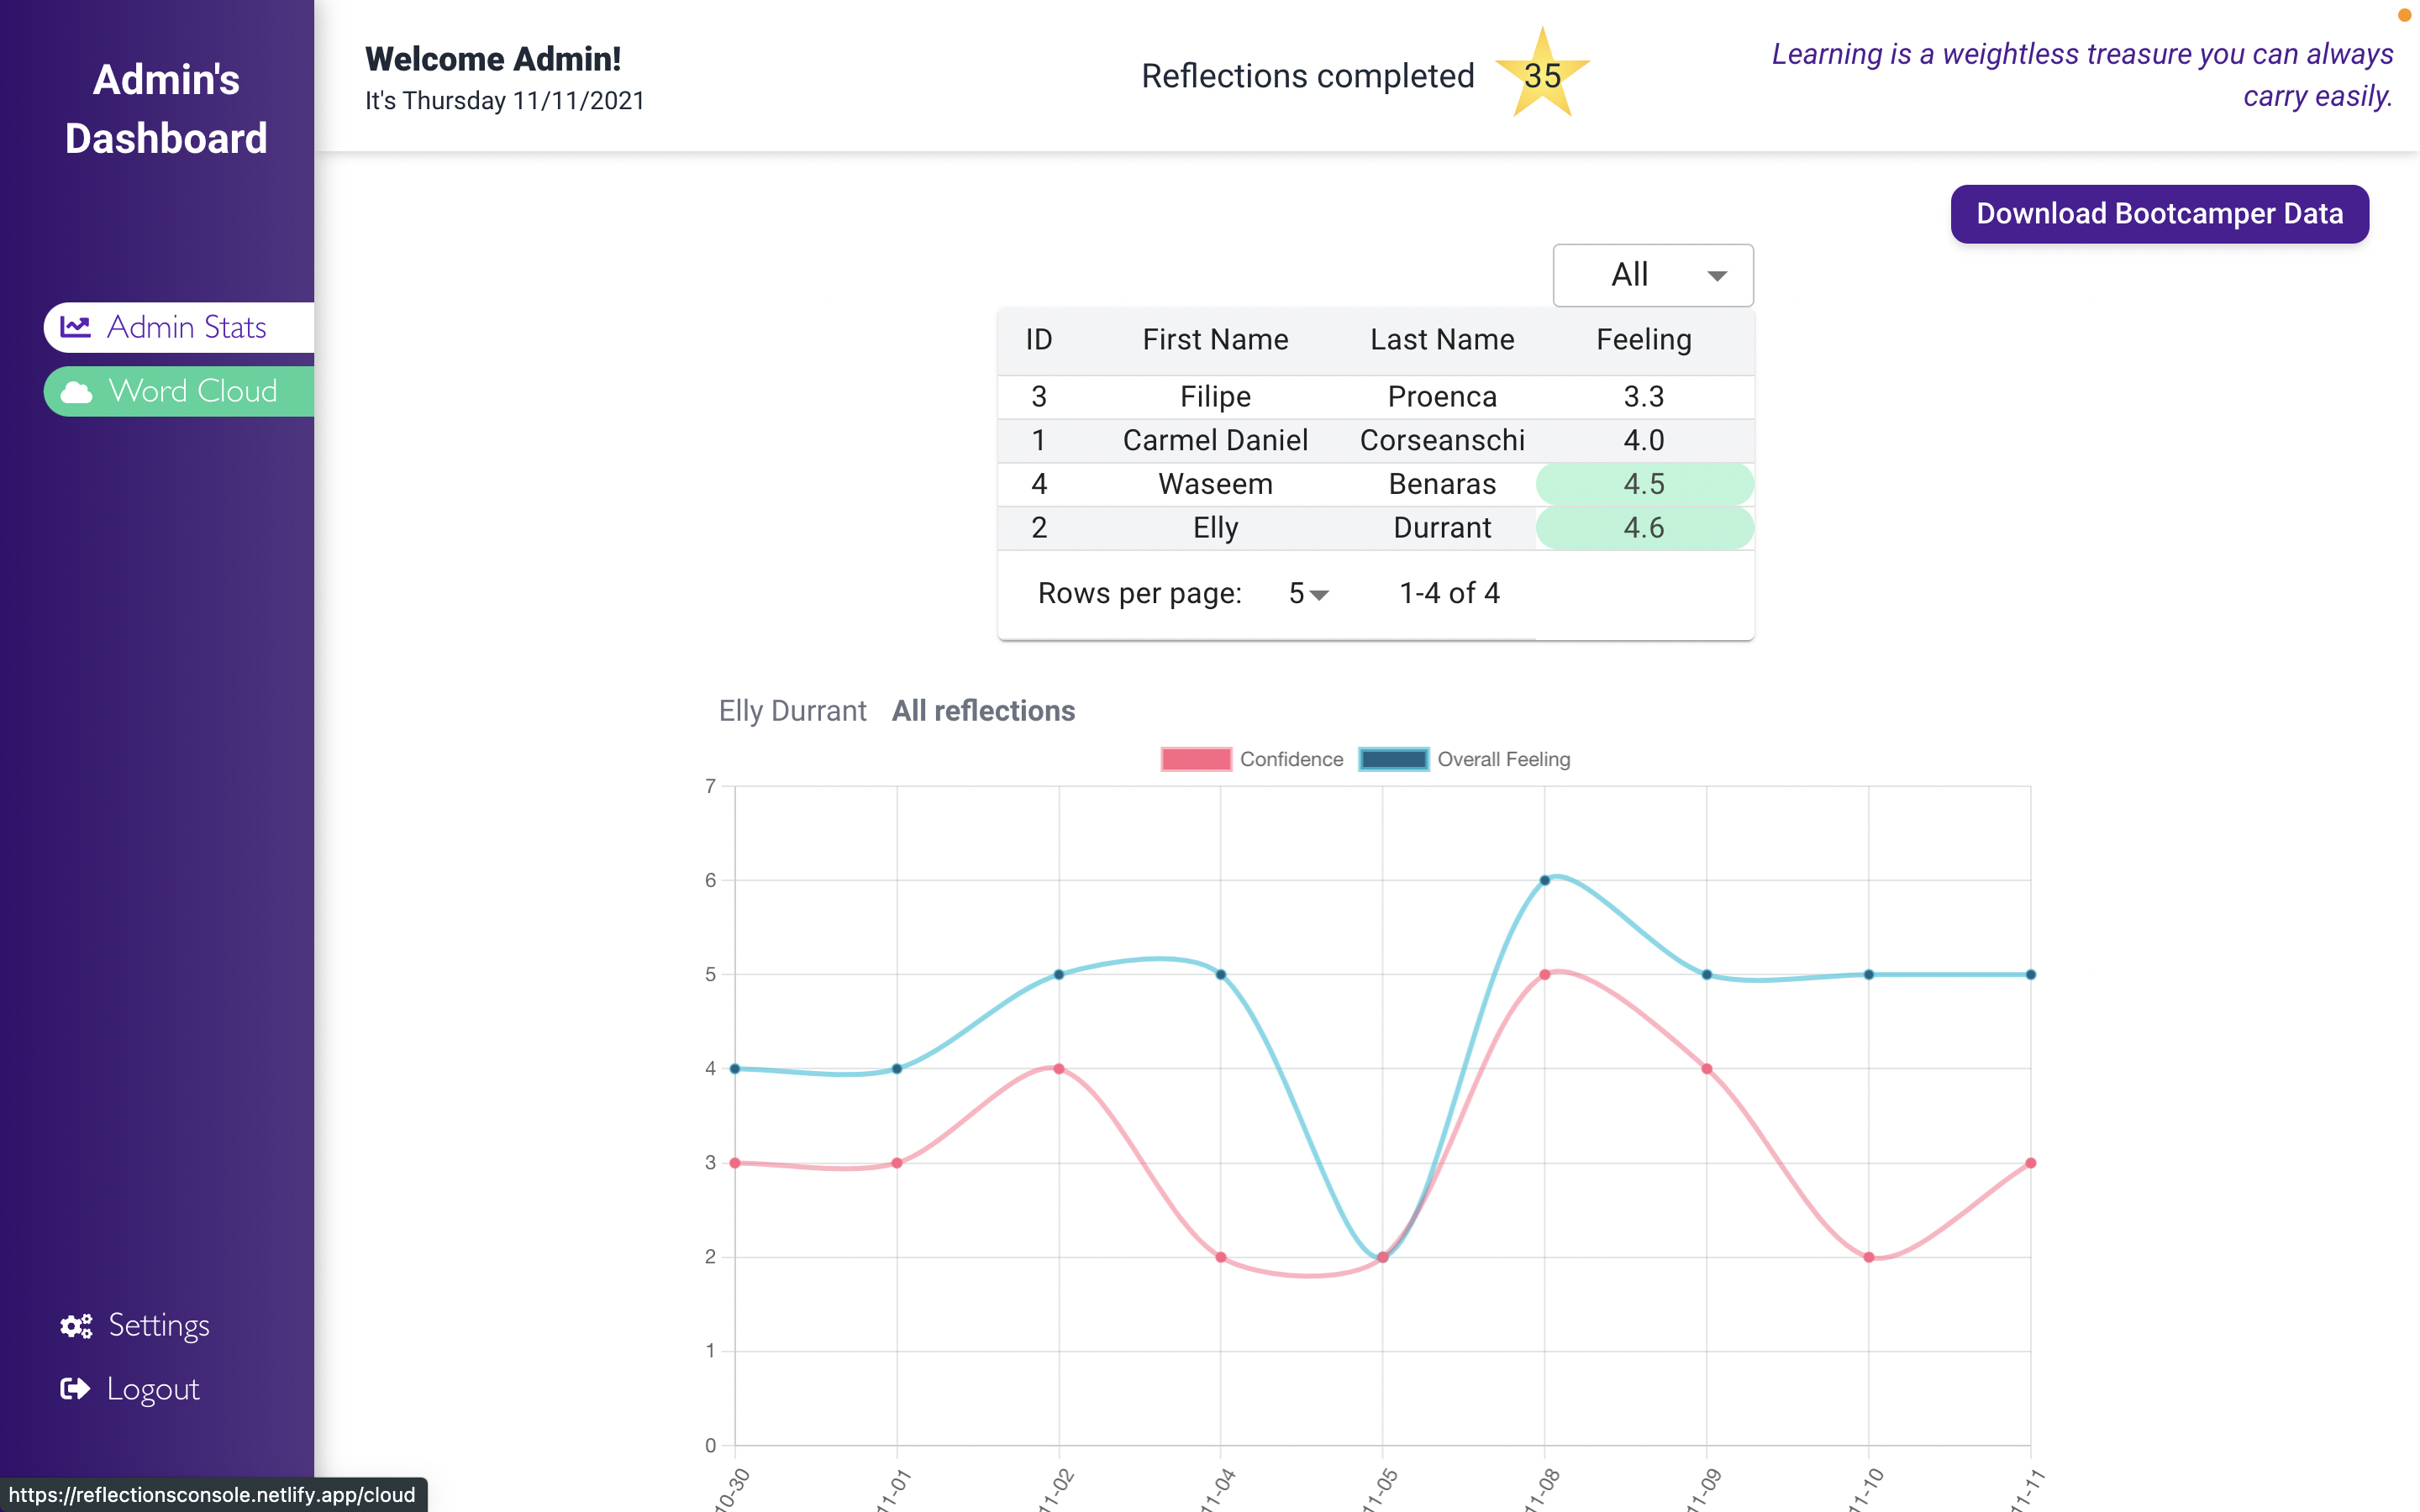 Admin's
Dashboard
Admin Stats
Word Cloud
Settings
Logout
https://reflectionsconsole.netlify.app/cloud
Welcome Admin!
It's Thursday 11/11/2021
Reflections completed 35
Learning is a weightless treasure you can always
carry easily.
Download Bootcamper Data
All
ID First Name Last Name Feeling
3 Filipe Proenca 3.3
1 Carmel Daniel Corseanschi 4.0
4 Waseem Benaras 4.5
2 Elly Durrant 4.6
Rows per page: 5 1-4 of 4
Elly Durrant All reflections
Confidence Overall Feeling
7
6
5
4
3
2
1
0
10-30 11-01 11-02 11-04 11-05 11-08 11-09 11-10 11-11